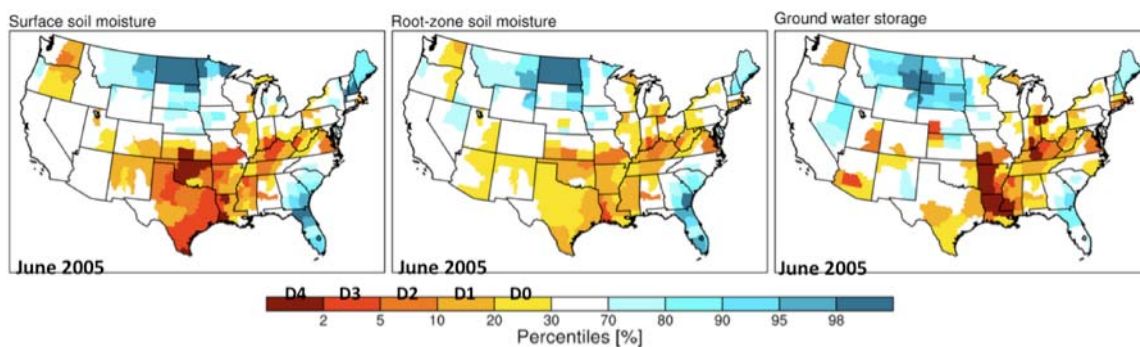 Surface soil moisture
Root-zone soil moisture
Ground water storage
June 2005
June 2005
June 2005
D4 D3 D2 D1 D0
2 5 10 20 30 70 80 90 95 98
Percentiles [%]